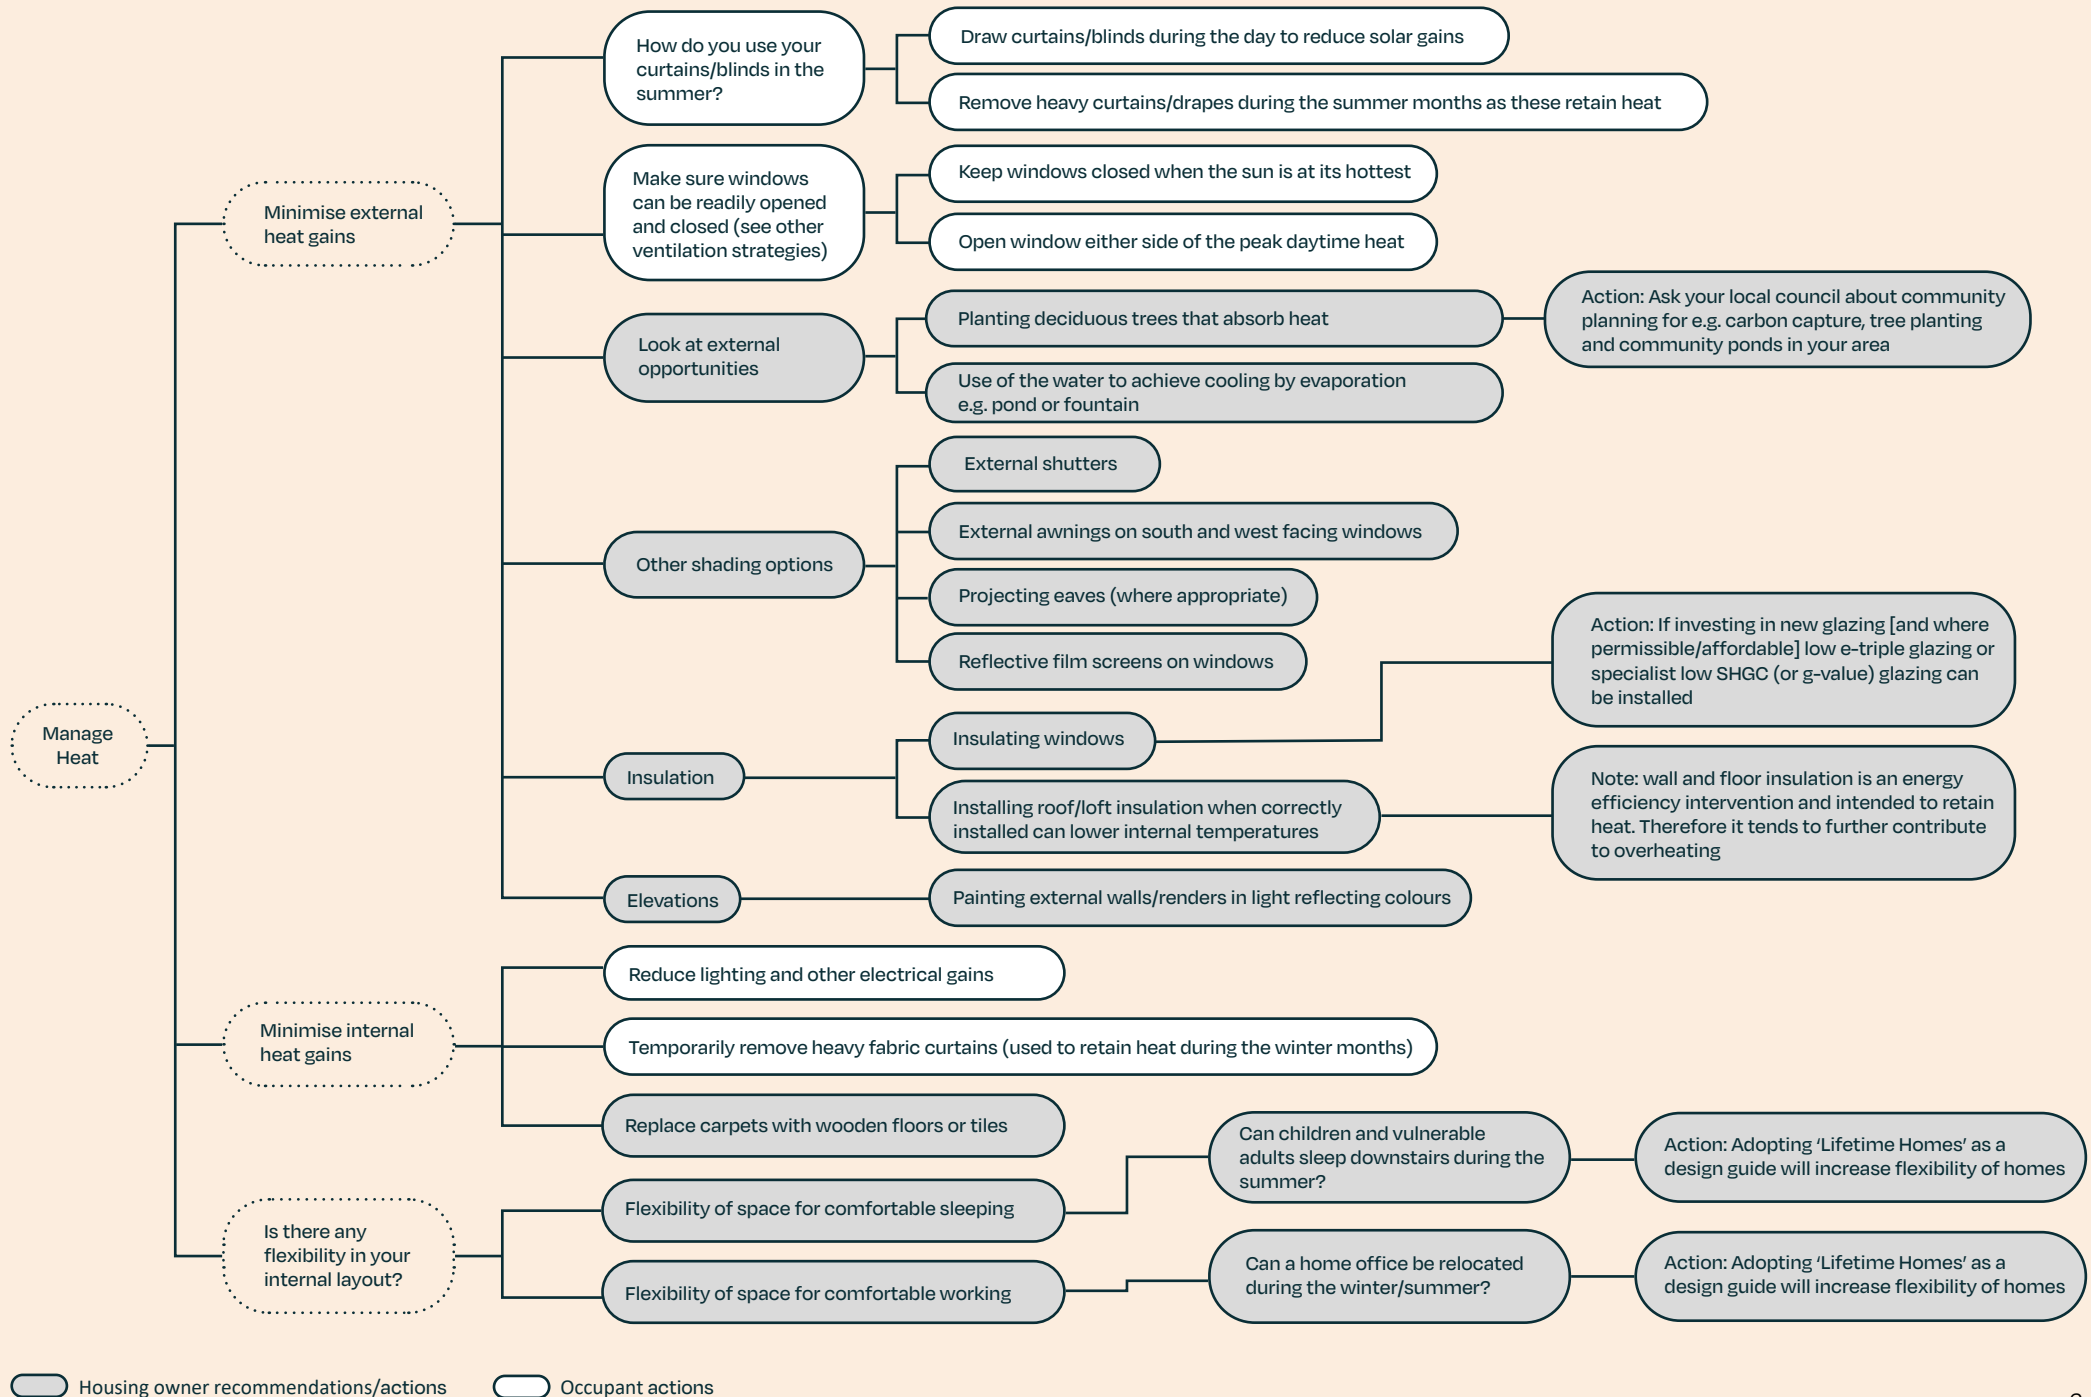 How do you use your
curtains/blinds in the
summer?
Draw curtains/blinds during the day to reduce solar gains
Remove heavy curtains/drapes during the summer months as these retain heat
Minimise external
heat gains
Make sure windows
can be readily opened
and closed (see other
ventilation strategies)
Keep windows closed when the sun is at its hottest
Open window either side of the peak daytime heat
Look at external
opportunities
Planting deciduous trees that absorb heat
Action: Ask your local council about community
planning for e.g. carbon capture, tree planting
and community ponds in your area
Use of the water to achieve cooling by evaporation
e.g. pond or fountain
Other shading options
External shutters
External awnings on south and west facing windows
Projecting eaves (where appropriate)
Reflective film screens on windows
Manage
Heat
Insulation
Insulating windows
Action: If investing in new glazing [and where
permissible/affordable] low e-triple glazing or
specialist low SHGC (or g-value) glazing can
be installed
Installing roof/loft insulation when correctly
installed can lower internal temperatures
Note: wall and floor insulation is an energy
efficiency intervention and intended to retain
heat. Therefore it tends to further contribute
to overheating
Elevations
Painting external walls/renders in light reflecting colours
Minimise internal
heat gains
Reduce lighting and other electrical gains
Temporarily remove heavy fabric curtains (used to retain heat during the winter months)
Replace carpets with wooden floors or tiles
Is there any
flexibility in your
internal layout?
Flexibility of space for comfortable sleeping
Can children and vulnerable
adults sleep downstairs during the
summer?
Action: Adopting ‘Lifetime Homes’ as a
design guide will increase flexibility of homes
Flexibility of space for comfortable working
Can a home office be relocated
during the winter/summer?
Action: Adopting ‘Lifetime Homes’ as a
design guide will increase flexibility of homes
Housing owner recommendations/actions
Occupant actions